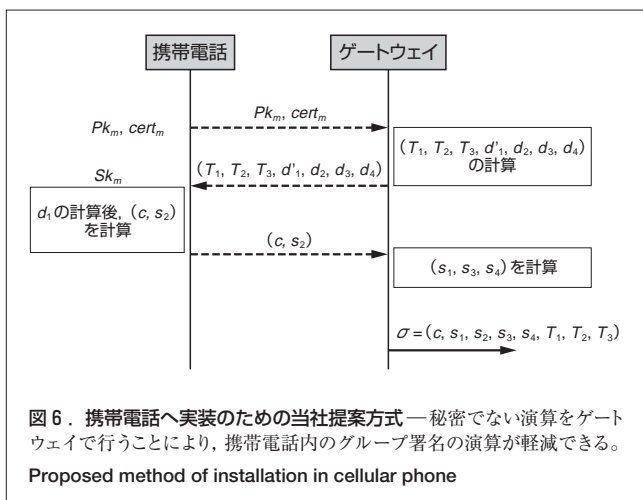 携帯電話
ゲートウェイ
Pkm, certm
Pkm, certm
(T1, T2, T3, d'1, d2, d3, d4)
の計算
Skm
(T1, T2, T3, d'1, d2, d3, d4)
d1の計算後，(c, s2)
を計算
(c, s2)
(s1, s3, s4)を計算
σ=(c, s1, s2, s3, s4, T1, T2, T3)
図6．携帯電話へ実装のための当社提案方式―秘密でない演算をゲート
ウェイで行うことにより，携帯電話内のグループ署名の演算が軽減できる。
Proposed method of installation in cellular phone